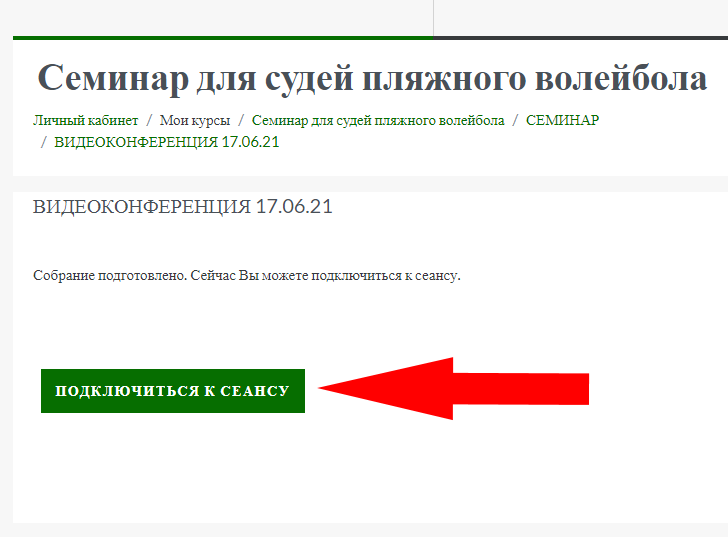 Семинар для судей пляжного волейбола
Личный кабинет / Мои курсы / Семинар для судей пляжного волейбола / СЕМИНАР
/ ВИДЕОКОНФЕРЕНЦИЯ 17.06.21
ВИДЕОКОНФЕРЕНЦИЯ 17.06.21
Собрание подготовлено. Сейчас Вы можете подключиться к сеансу.
ПОДКЛЮЧИТЬСЯ К СЕАНСУ